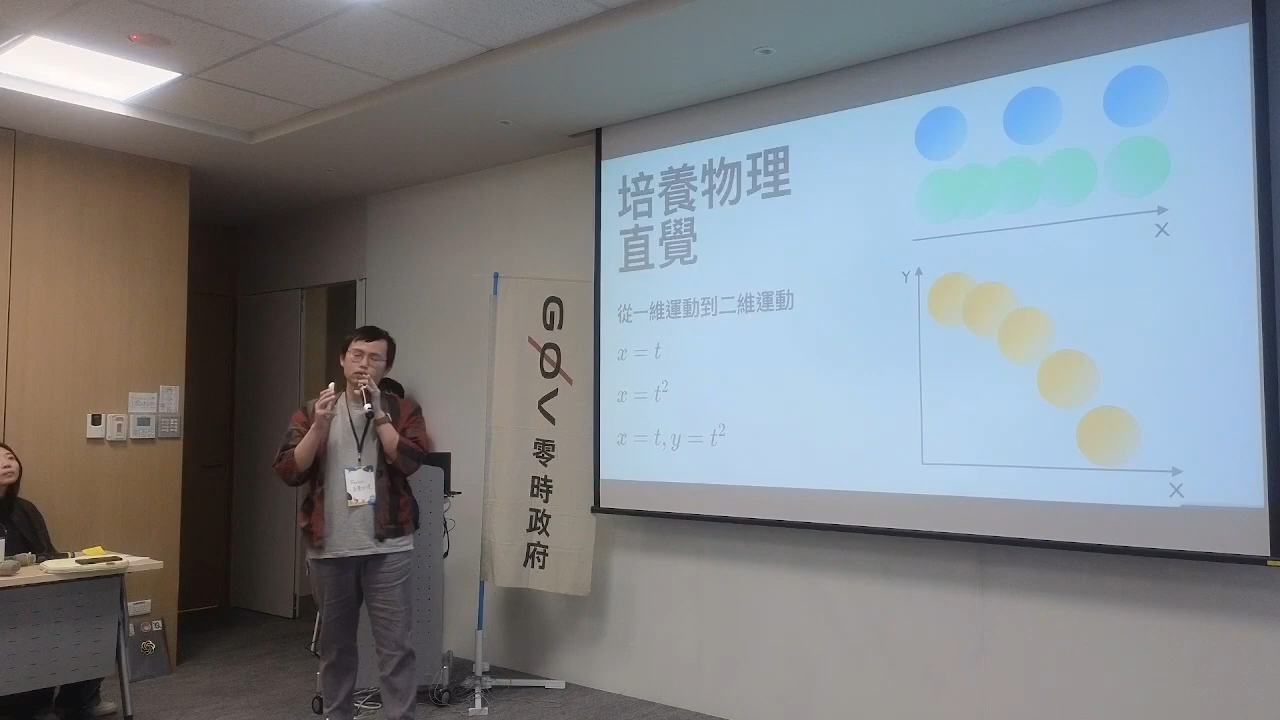 培養物理
直覺
從一維運動到二維運動
x = t
x = t²
x = t, y = t²
X
Y
X
G0V
零時政府